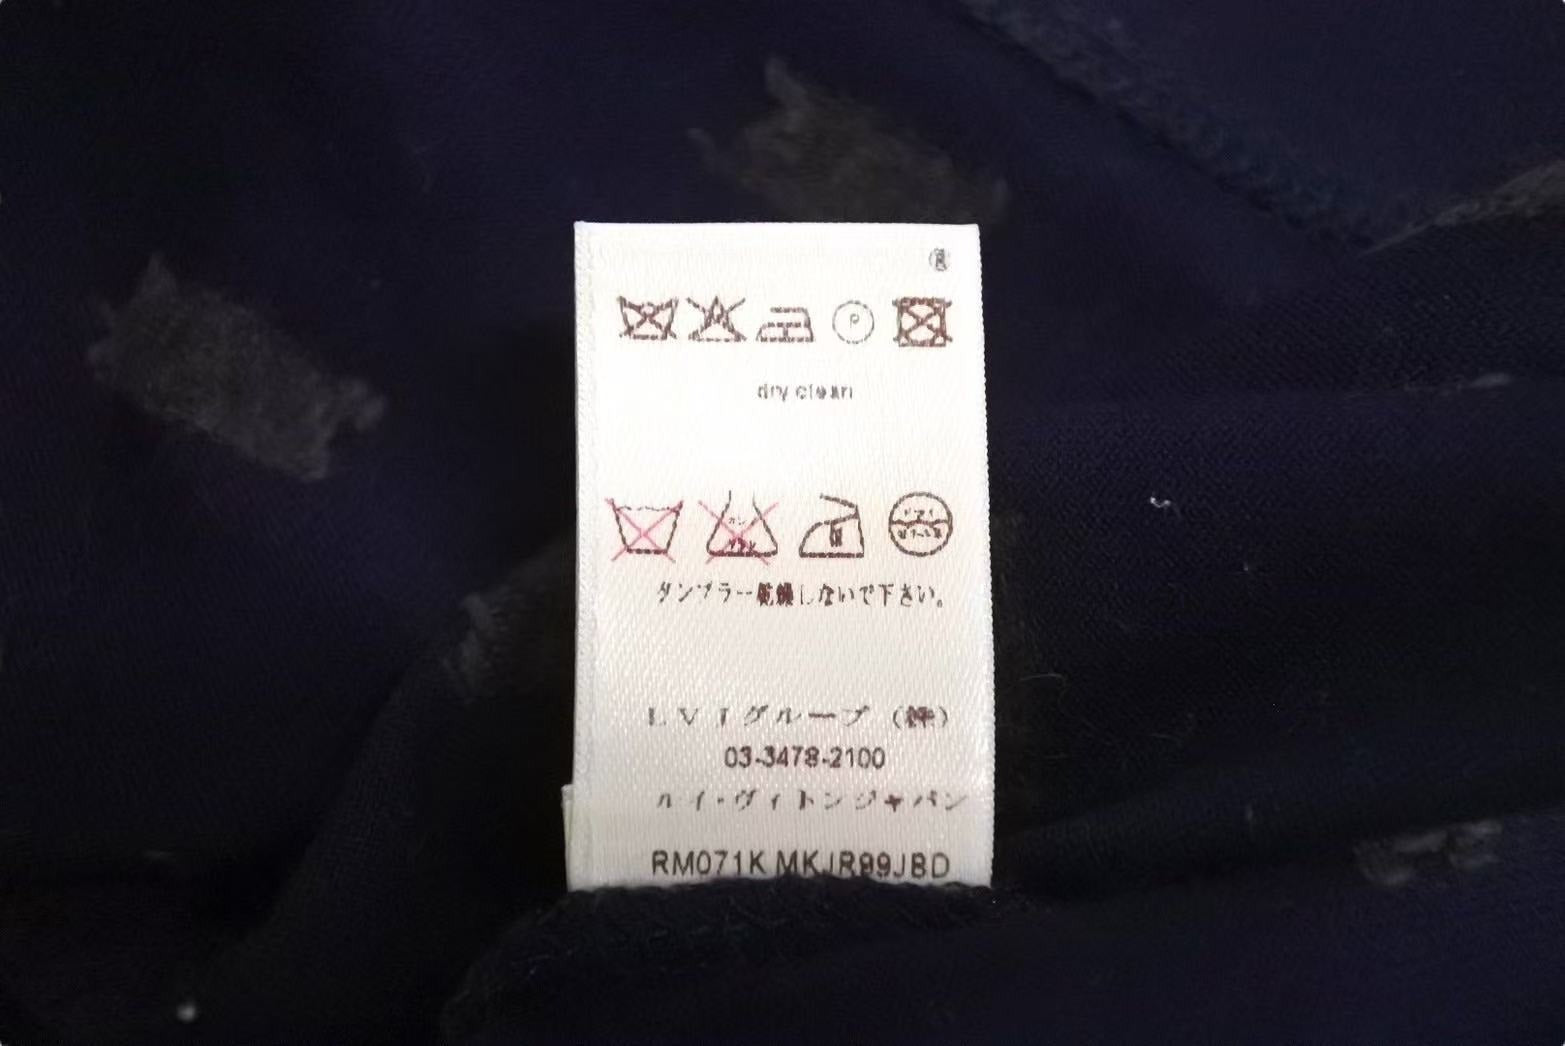 ®
P
dry clean
タンブラー乾燥しないで下さい。
LVJグループ（株）
03-3478-2100
ルイ・ヴィトンジャパン
RM071K MKJR99JBD